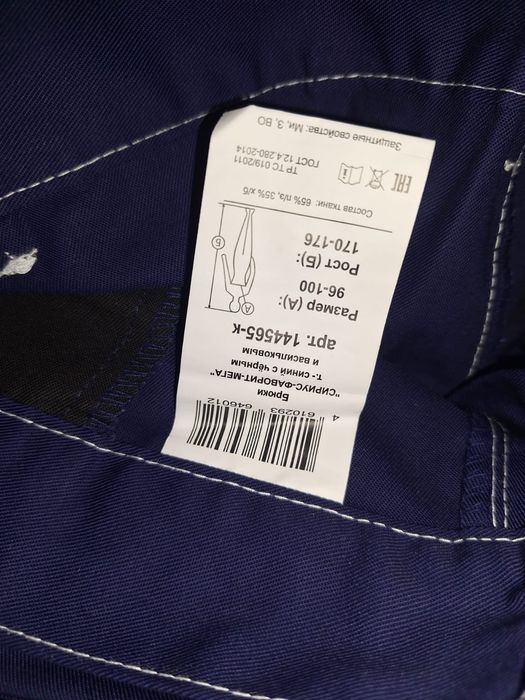 4 610293 646012
Брюки
"СИРИУС-ФАВОРИТ-МЕГА"
т.- синий с чёрным
и васильковым
арт. 144565-к
Размер (А):
96-100
Рост (Б):
170-176
А
Б
Состав ткани: 65% п/э, 35% х/б
EAC
ТР ТС 019/2011
ГОСТ 12.4.280-2014
Защитные свойства: Ми, З, ВО